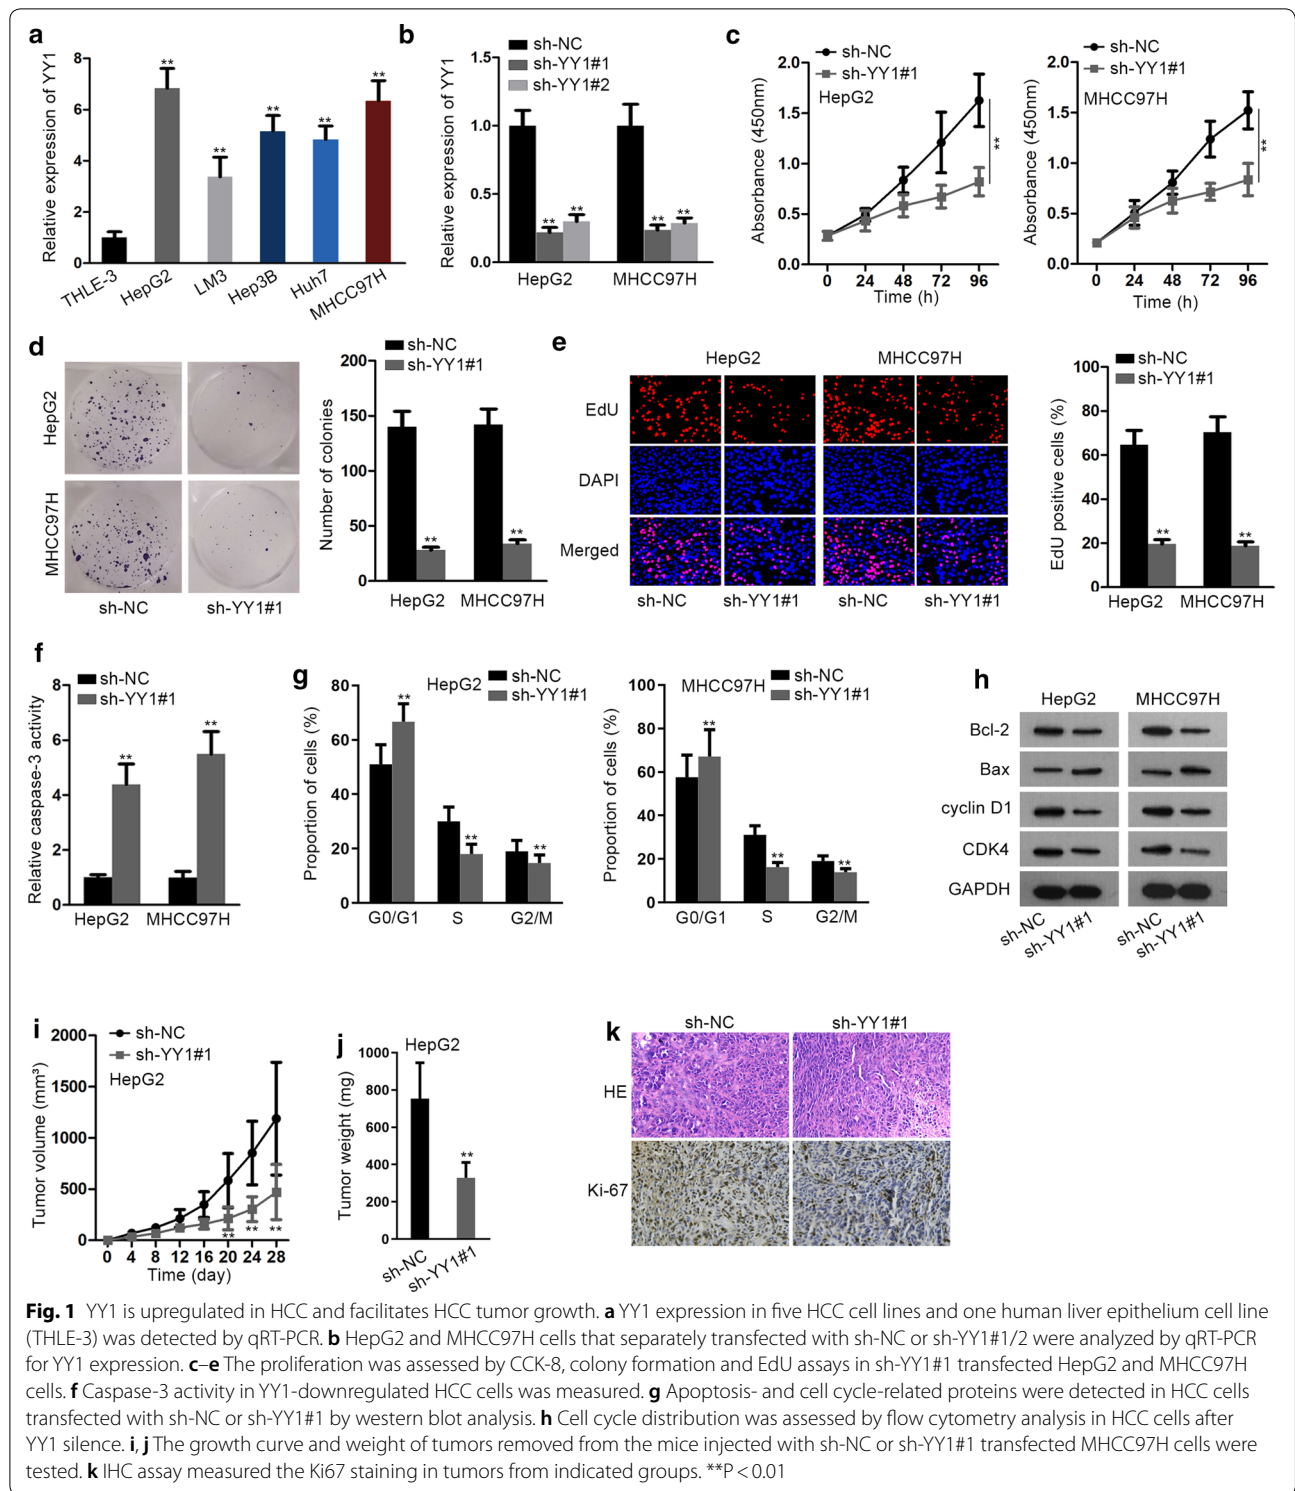 a
Relative expression of YY1
8
6
4
2
0
**
**
**
**
**
THLE-3
HepG2
LM3
Hep3B
Huh7
MHCC97H
b
sh-NC
sh-YY1#1
sh-YY1#2
Relative expression of YY1
1.5
1.0
0.5
0.0
** **
** **
HepG2 MHCC97H
c
sh-NC
sh-YY1#1
HepG2
Absorbance (450nm)
2.0
1.5
1.0
0.5
0.0
**
0 24 48 72 96
Time (h)
sh-NC
sh-YY1#1
MHCC97H
Absorbance (450nm)
2.0
1.5
1.0
0.5
0.0
**
0 24 48 72 96
Time (h)
d
HepG2
MHCC97H
sh-NC sh-YY1#1
sh-NC
sh-YY1#1
Number of colonies
200
150
100
50
0
**
**
HepG2 MHCC97H
e
HepG2 MHCC97H
EdU
DAPI
Merged
sh-NC sh-YY1#1 sh-NC sh-YY1#1
sh-NC
sh-YY1#1
EdU positive cells (%)
100
80
60
40
20
0
**
**
HepG2 MHCC97H
f
sh-NC
sh-YY1#1
Relative caspase-3 activity
8
6
4
2
0
**
**
HepG2 MHCC97H
g
HepG2
sh-NC
sh-YY1#1
Proportion of cells (%)
80
60
40
20
0
**
**
**
G0/G1 S G2/M
MHCC97H
sh-NC
sh-YY1#1
Proportion of cells (%)
100
80
60
40
20
0
**
**
**
G0/G1 S G2/M
h
HepG2 MHCC97H
Bcl-2
Bax
cyclin D1
CDK4
GAPDH
sh-NC sh-YY1#1 sh-NC sh-YY1#1
i
sh-NC
sh-YY1#1
HepG2
Tumor volume (mm³)
2000
1500
1000
500
0
** ** **
0 4 8 12 16 20 24 28
Time (day)
j
HepG2
Tumor weight (mg)
1000
800
600
400
200
0
**
sh-NC sh-YY1#1
k
sh-NC sh-YY1#1
HE
Ki-67
Fig. 1 YY1 is upregulated in HCC and facilitates HCC tumor growth. a YY1 expression in five HCC cell lines and one human liver epithelium cell line
(THLE-3) was detected by qRT-PCR. b HepG2 and MHCC97H cells that separately transfected with sh-NC or sh-YY1#1/2 were analyzed by qRT-PCR
for YY1 expression. c–e The proliferation was assessed by CCK-8, colony formation and EdU assays in sh-YY1#1 transfected HepG2 and MHCC97H
cells. f Caspase-3 activity in YY1-downregulated HCC cells was measured. g Apoptosis- and cell cycle-related proteins were detected in HCC cells
transfected with sh-NC or sh-YY1#1 by western blot analysis. h Cell cycle distribution was assessed by flow cytometry analysis in HCC cells after
YY1 silence. i, j The growth curve and weight of tumors removed from the mice injected with sh-NC or sh-YY1#1 transfected MHCC97H cells were
tested. k IHC assay measured the Ki67 staining in tumors from indicated groups. **P < 0.01